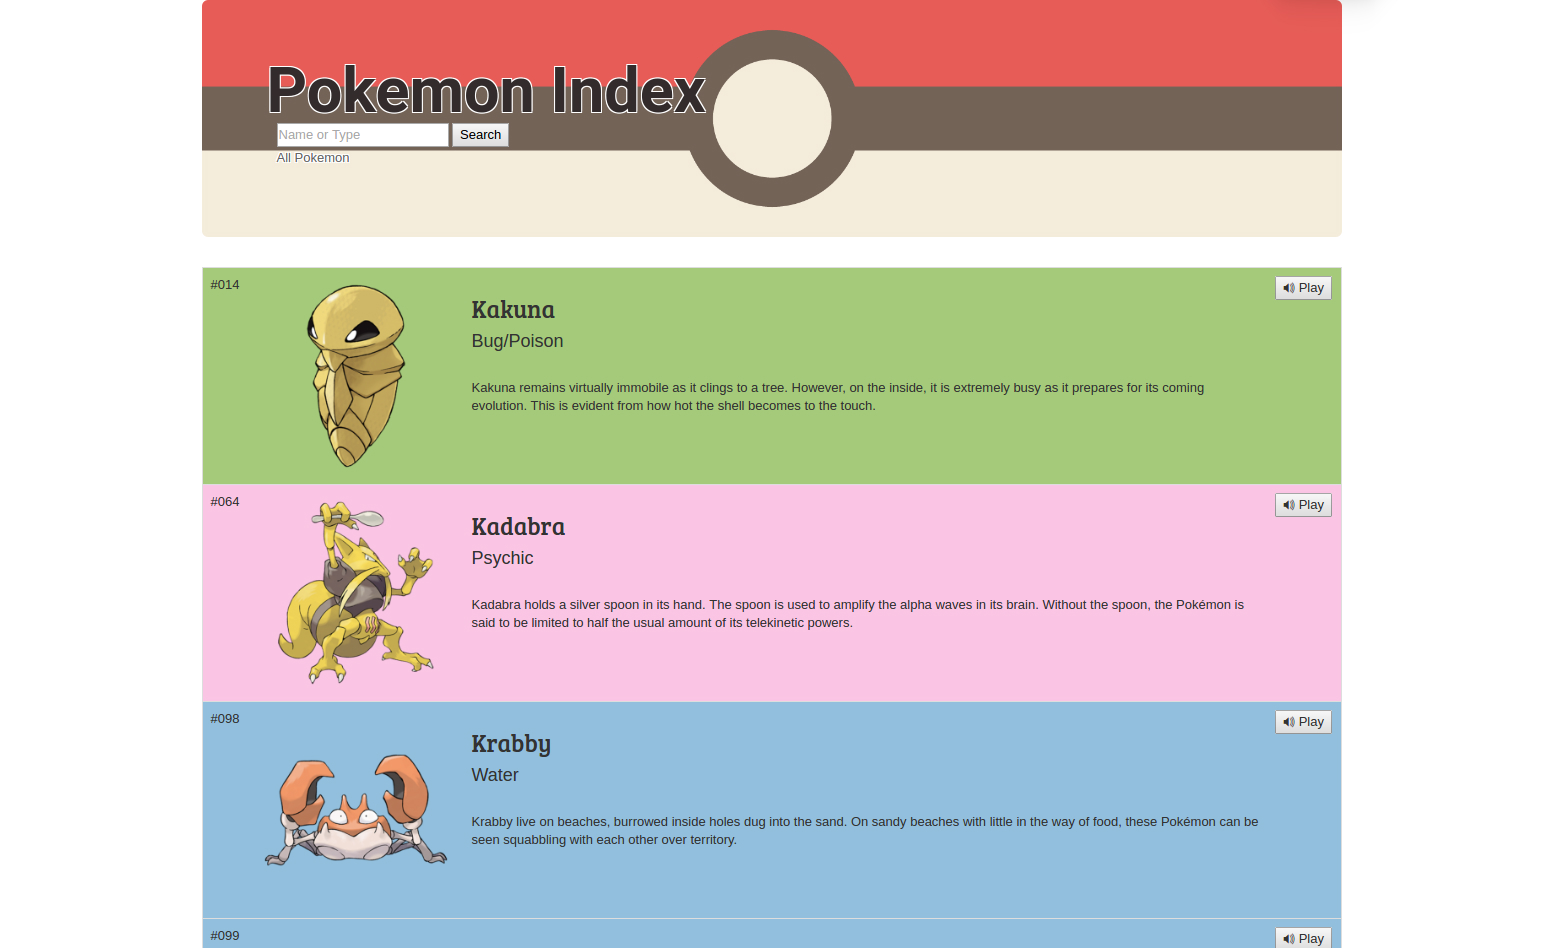 Pokemon Index
Name or Type
Search
All Pokemon
#014
Play
Kakuna
Bug/Poison
Kakuna remains virtually immobile as it clings to a tree. However, on the inside, it is extremely busy as it prepares for its coming
evolution. This is evident from how hot the shell becomes to the touch.
#064
Play
Kadabra
Psychic
Kadabra holds a silver spoon in its hand. The spoon is used to amplify the alpha waves in its brain. Without the spoon, the Pokémon is
said to be limited to half the usual amount of its telekinetic powers.
#098
Play
Krabby
Water
Krabby live on beaches, burrowed inside holes dug into the sand. On sandy beaches with little in the way of food, these Pokémon can be
seen squabbling with each other over territory.
#099
Play